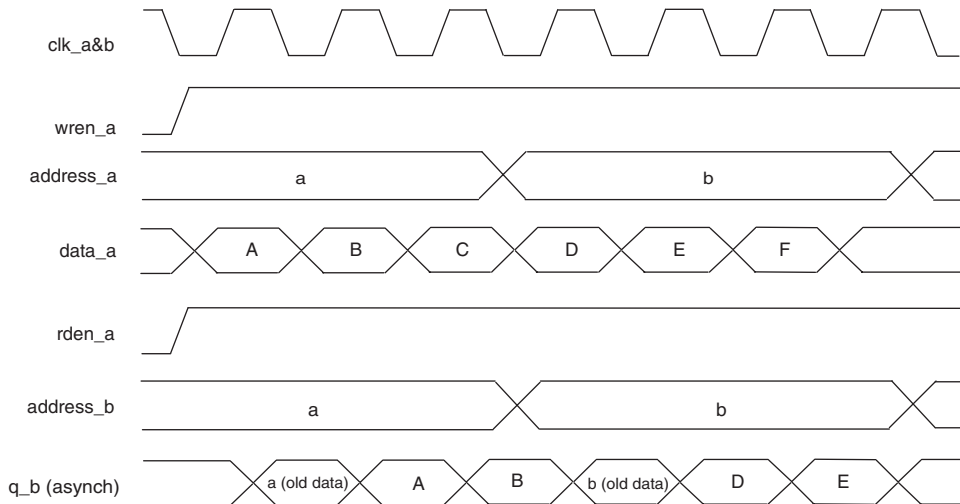 clk_a&b
wren_a
address_a a b
data_a A B C D E F
rden_a
address_b a b
q_b (asynch) a (old data) A B b (old data) D E